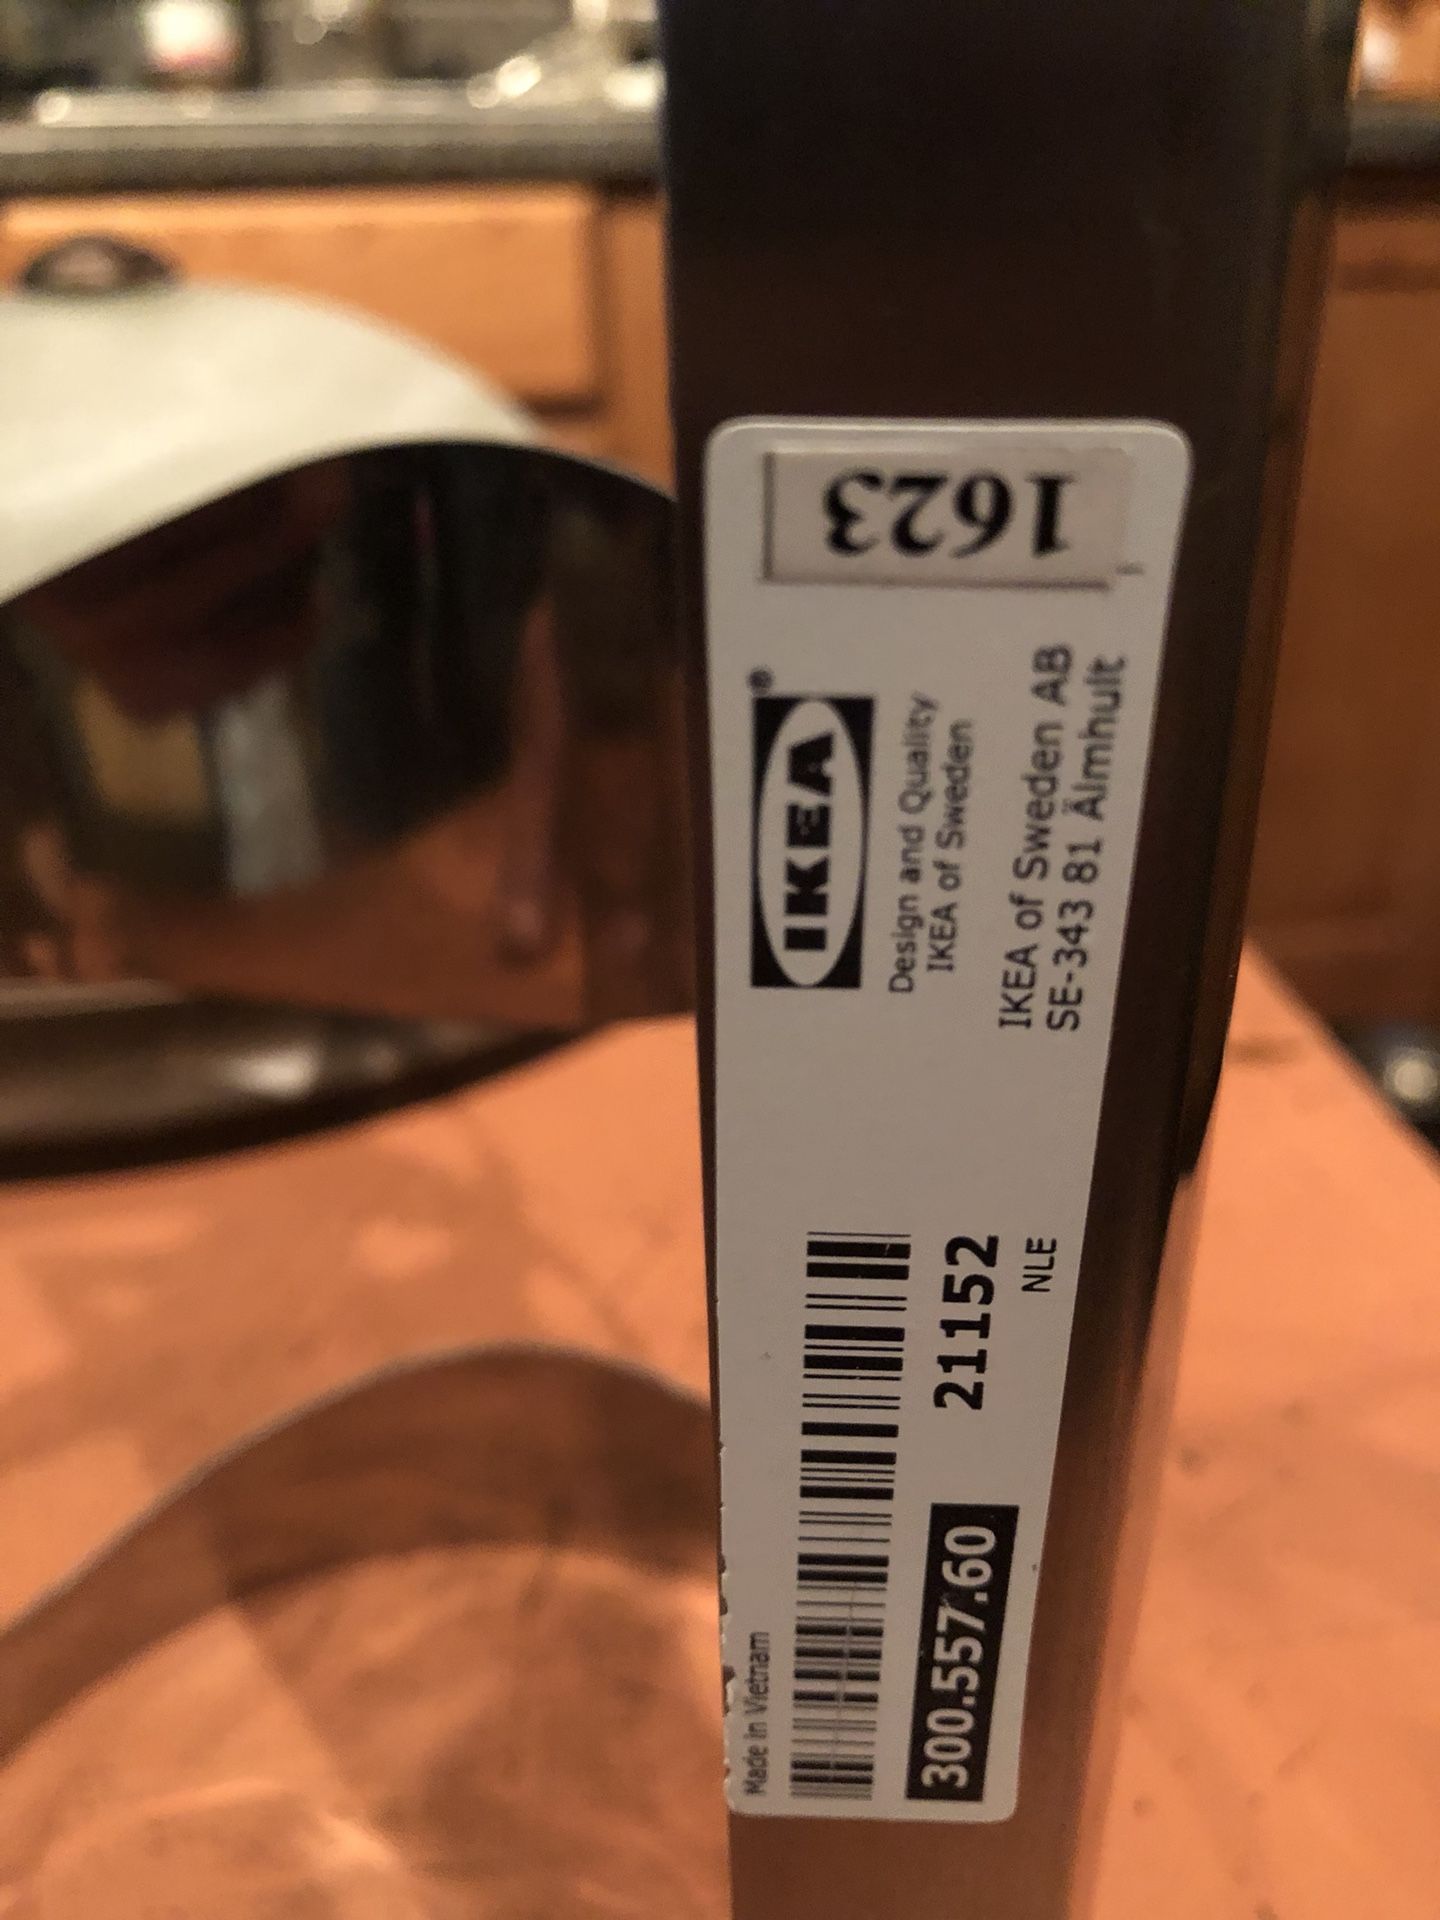 1623
IKEA®
Design and Quality
IKEA of Sweden
IKEA of Sweden AB
SE-343 81 Älmhult
Made in Vietnam
21152
NLE
300.557.60